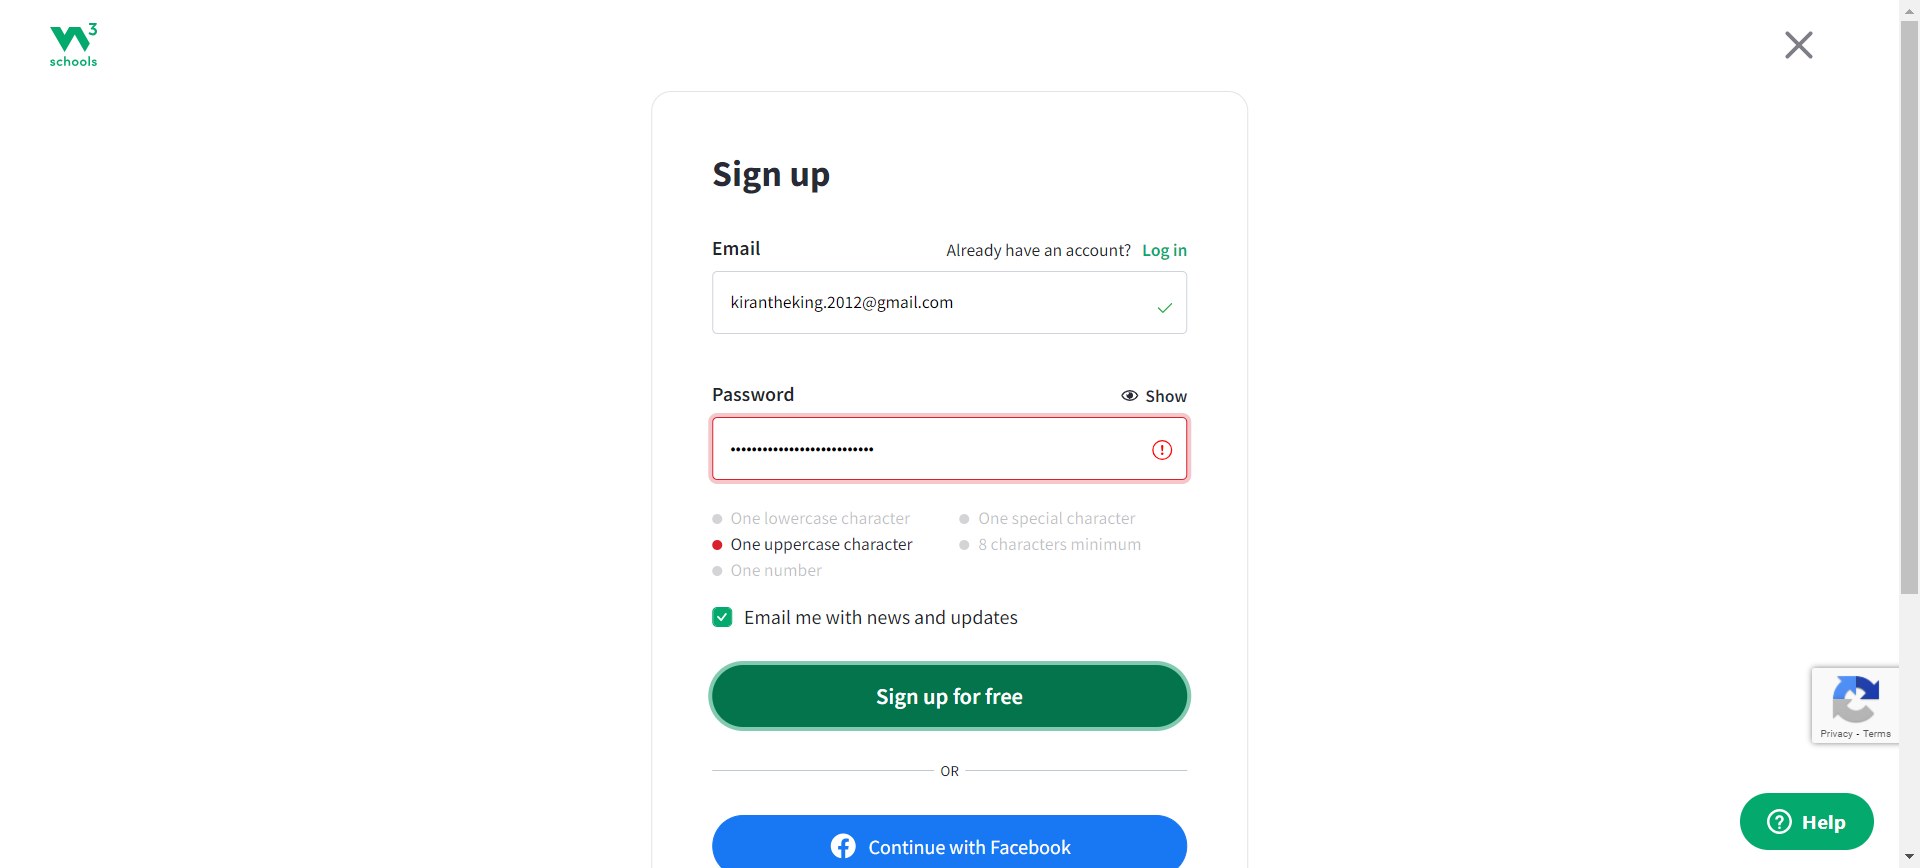 3
schools
Sign up
Email
Already have an account? Log in
kirantheking.2012@gmail.com
Password
Show
•••••••••••••••••••••••••••
One lowercase character
One special character
One uppercase character
8 characters minimum
One number
Email me with news and updates
Sign up for free
OR
Continue with Facebook
Privacy - Terms
Help